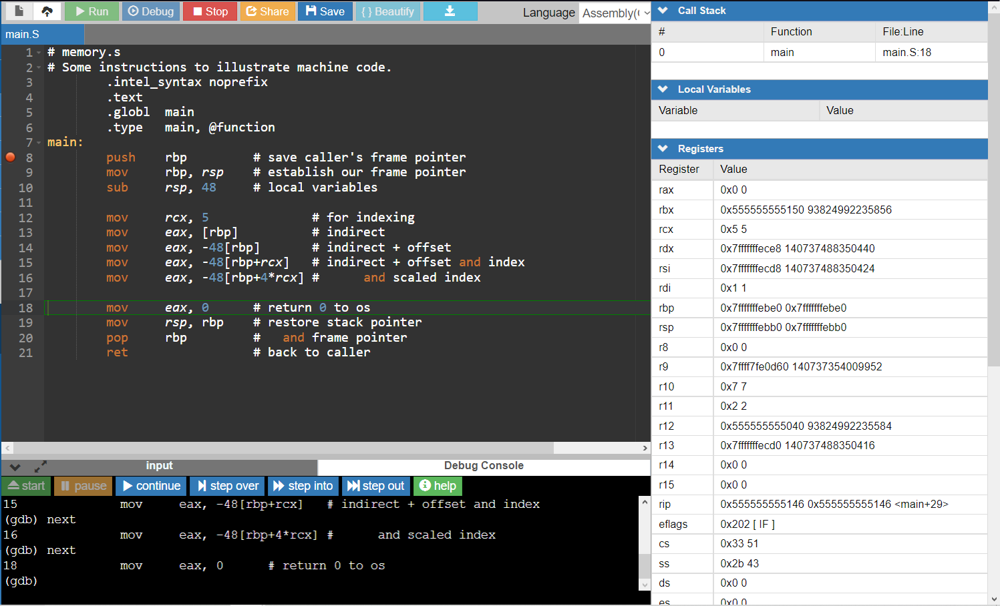 Run Debug Stop Share Save { } Beautify Language Assembly(
main.S
1 # memory.s
2 # Some instructions to illustrate machine code.
3 .intel_syntax noprefix
4 .text
5 .globl main
6 .type main, @function
7 main:
8 push rbp # save caller's frame pointer
9 mov rbp, rsp # establish our frame pointer
10 sub rsp, 48 # local variables
11
12 mov rcx, 5 # for indexing
13 mov eax, [rbp] # indirect
14 mov eax, -48[rbp] # indirect + offset
15 mov eax, -48[rbp+rcx] # indirect + offset and index
16 mov eax, -48[rbp+4*rcx] # and scaled index
17
18 mov eax, 0 # return 0 to os
19 mov rsp, rbp # restore stack pointer
20 pop rbp # and frame pointer
21 ret # back to caller
input Debug Console
start pause continue step over step into step out help
15 mov eax, -48[rbp+rcx] # indirect + offset and index
(gdb) next
16 mov eax, -48[rbp+4*rcx] # and scaled index
(gdb) next
18 mov eax, 0 # return 0 to os
(gdb)
Call Stack
# Function File:Line
0 main main.S:18
Local Variables
Variable Value
Registers
Register Value
rax 0x0 0
rbx 0x555555555150 93824992235856
rcx 0x5 5
rdx 0x7fffffffece8 140737488350440
rsi 0x7fffffffecd8 140737488350424
rdi 0x1 1
rbp 0x7fffffffebe0 0x7fffffffebe0
rsp 0x7fffffffebb0 0x7fffffffebb0
r8 0x0 0
r9 0x7ffff7fe0d60 140737354009952
r10 0x7 7
r11 0x2 2
r12 0x555555555040 93824992235584
r13 0x7fffffffecd0 140737488350416
r14 0x0 0
r15 0x0 0
rip 0x555555555146 0x555555555146 <main+29>
eflags 0x202 [ IF ]
cs 0x33 51
ss 0x2b 43
ds 0x0 0
es 0x0 0